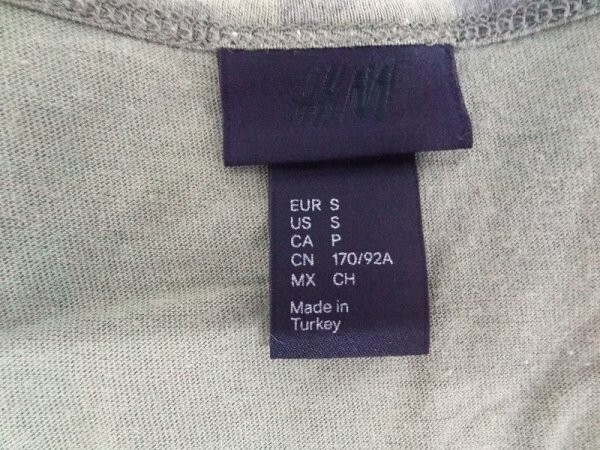 H&M
EUR S
US S
CA P
CN 170/92A
MX CH
Made in
Turkey